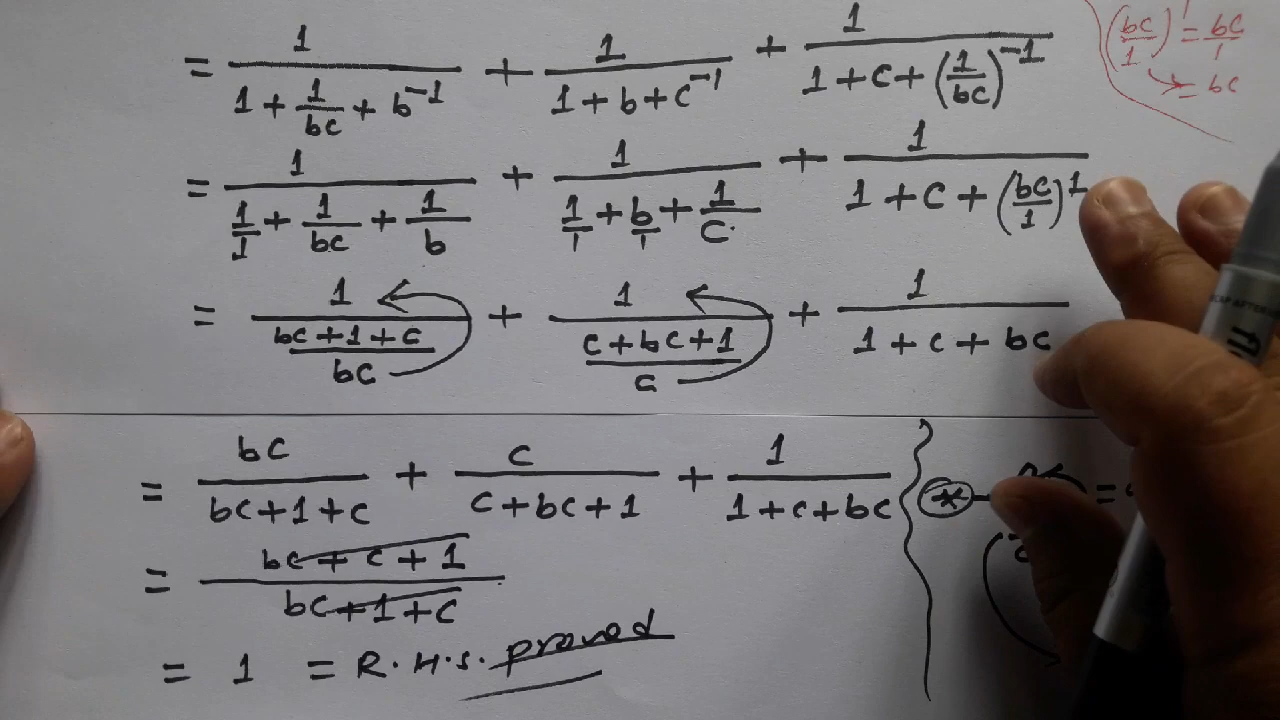 = 1/(1 + 1/bc + b⁻¹) + 1/(1 + b + c⁻¹) + 1/(1 + c + (1/bc)⁻¹)
(bc/1)¹ = bc/1
= bc
= 1/(1/1 + 1/bc + 1/b) + 1/(1/1 + b/1 + 1/c) + 1/(1 + c + (bc/1)¹)
= 1/((bc + 1 + c)/bc) + 1/((c + bc + 1)/c) + 1/(1 + c + bc)
= bc/(bc + 1 + c) + c/(c + bc + 1) + 1/(1 + c + bc)
= (bc + c + 1)/(bc + 1 + c)
= 1 = R.H.S. proved